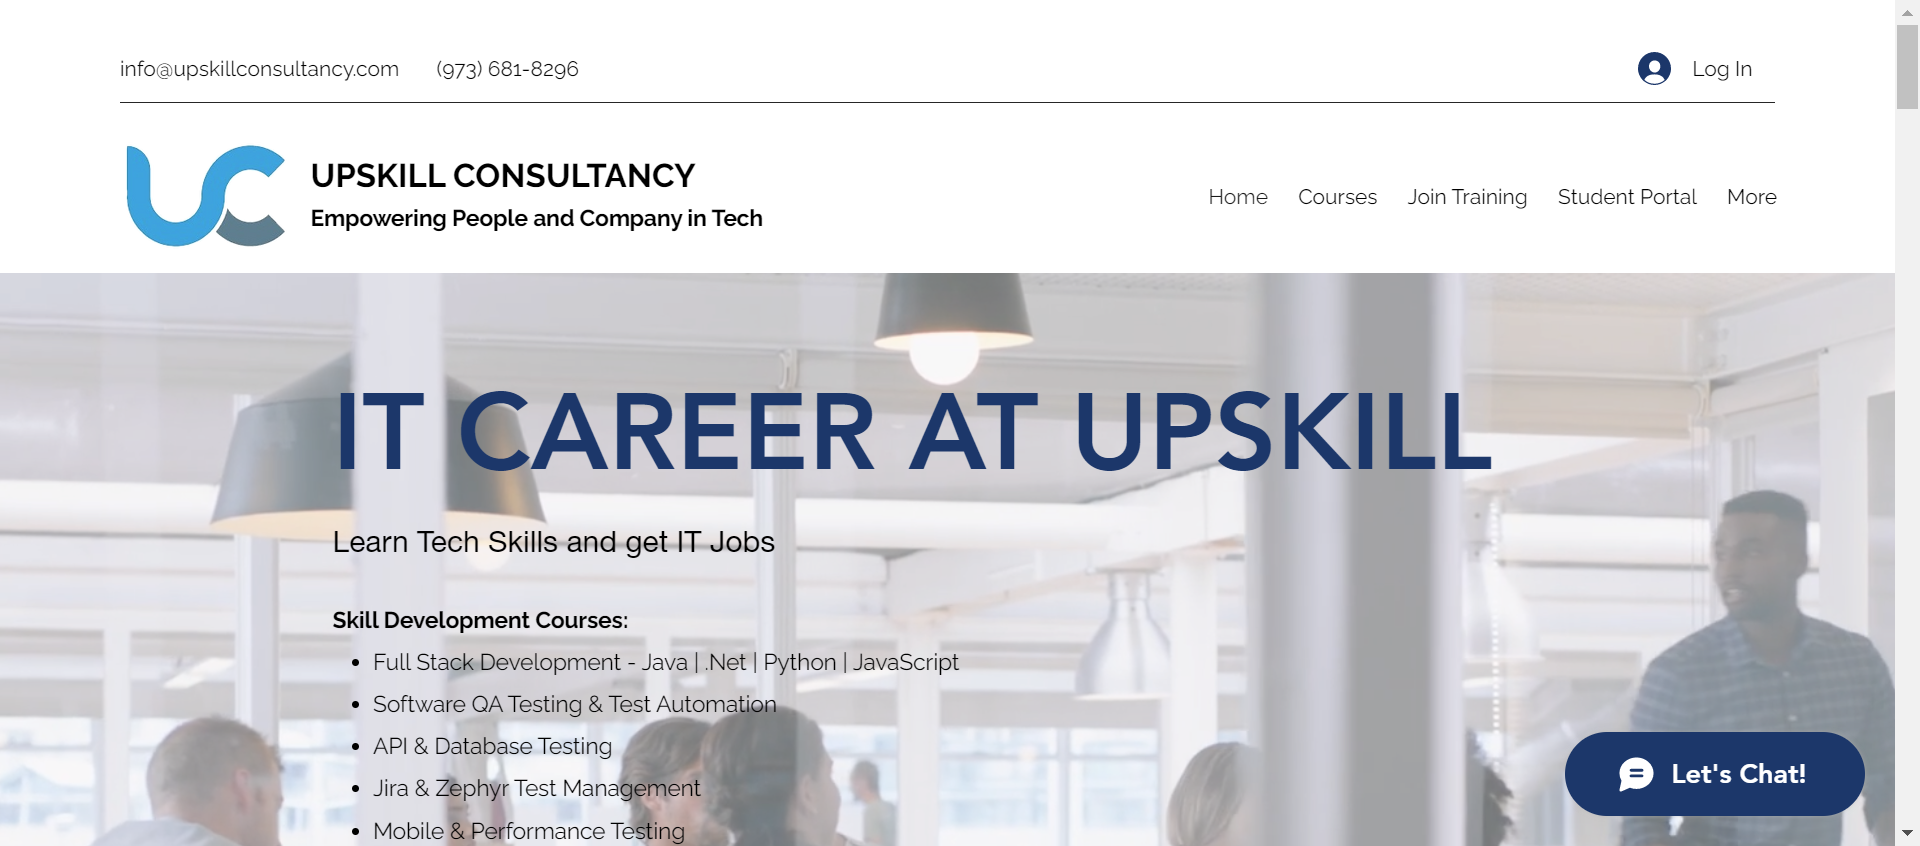 info@upskillconsultancy.com (973) 681-8296 Log In
UC
UPSKILL CONSULTANCY
Empowering People and Company in Tech
Home Courses Join Training Student Portal More
IT CAREER AT UPSKILL
Learn Tech Skills and get IT Jobs
Skill Development Courses:
• Full Stack Development - Java | .Net | Python | JavaScript
• Software QA Testing & Test Automation
• API & Database Testing
• Jira & Zephyr Test Management
• Mobile & Performance Testing
Let's Chat!